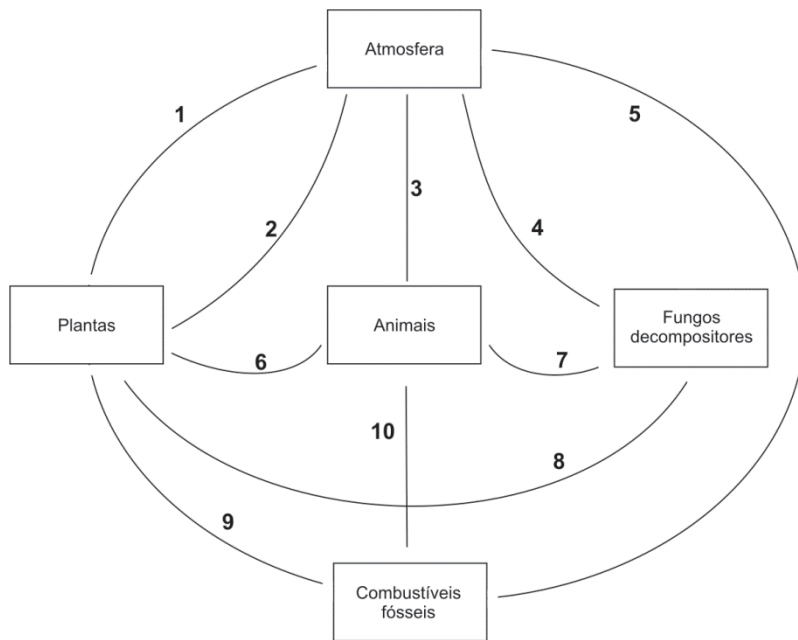 Atmosfera
1
5
2
3
4
Plantas
Animais
Fungos
decompositores
6
7
10
8
9
Combustíveis
fósseis